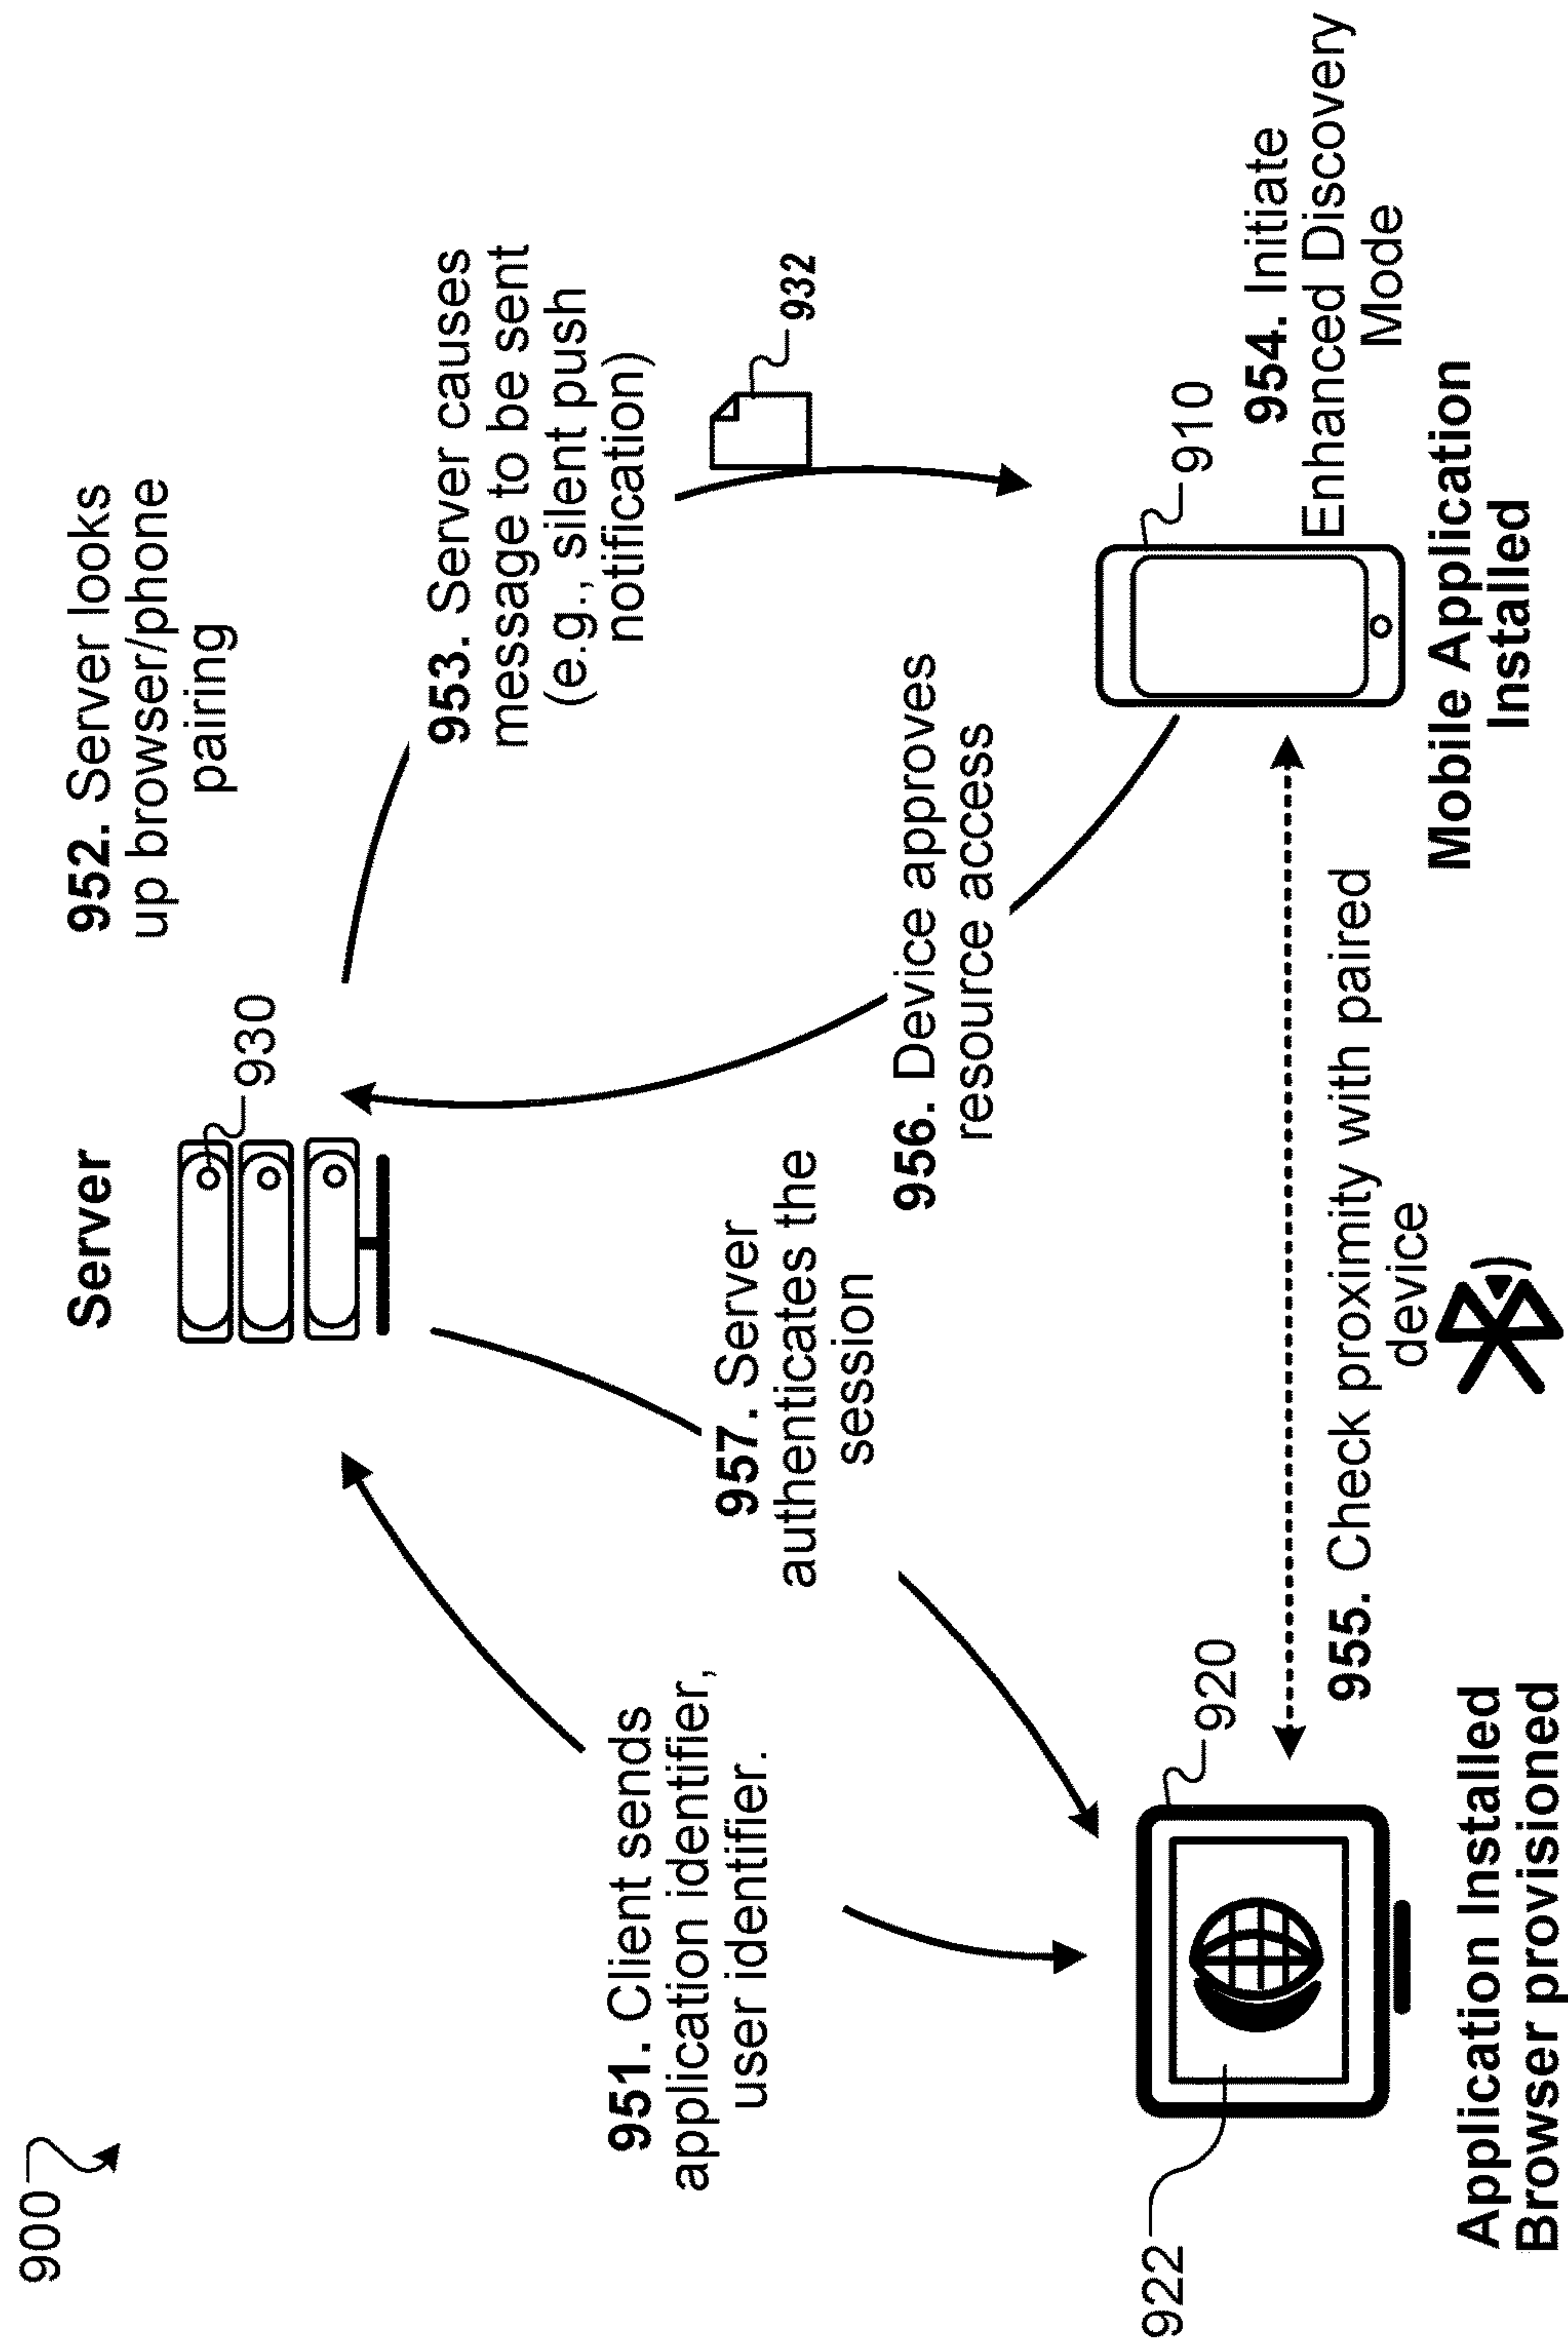 900
Server
930
952. Server looks
up browser/phone
pairing
951. Client sends
application identifier,
user identifier.
957. Server
authenticates the
session
953. Server causes
message to be sent
(e.g., silent push
notification)
932
956. Device approves
resource access
922
920
910
954. Initiate
Enhanced Discovery
Mode
955. Check proximity with paired
device
Application Installed
Browser provisioned
Mobile Application
Installed